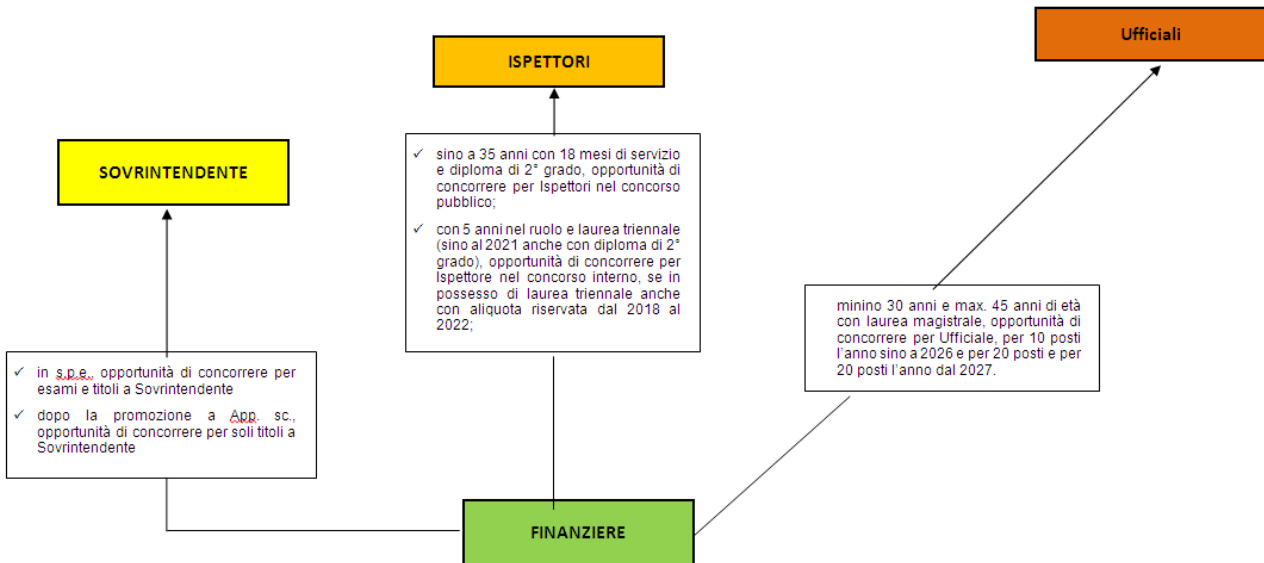 Ufficiali
ISPETTORI
SOVRINTENDENTE
✓ sino a 35 anni con 18 mesi di servizio
e diploma di 2° grado, opportunità di
concorrere per Ispettori nel concorso
pubblico;
✓ con 5 anni nel ruolo e laurea triennale
(sino al 2021 anche con diploma di 2°
grado), opportunità di concorrere per
Ispettore nel concorso interno, se in
possesso di laurea triennale anche
con aliquota riservata dal 2018 al
2022;
minino 30 anni e max. 45 anni di età
con laurea magistrale, opportunità di
concorrere per Ufficiale, per 10 posti
l'anno sino a 2026 e per 20 posti e per
20 posti l'anno dal 2027.
✓ in s.p.e., opportunità di concorrere per
esami e titoli a Sovrintendente
✓ dopo la promozione a App. sc.,
opportunità di concorrere per soli titoli a
Sovrintendente
FINANZIERE